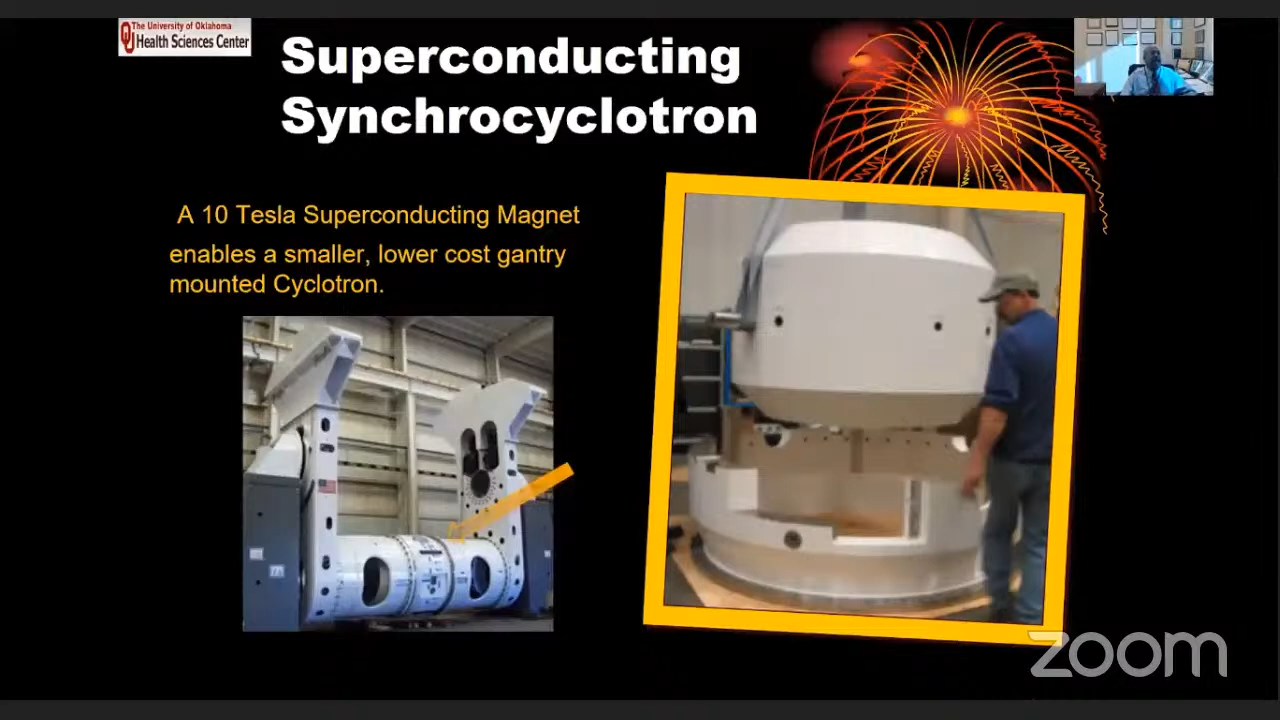 The University of Oklahoma
Health Sciences Center
Superconducting
Synchrocyclotron
A 10 Tesla Superconducting Magnet
enables a smaller, lower cost gantry
mounted Cyclotron.
zoom